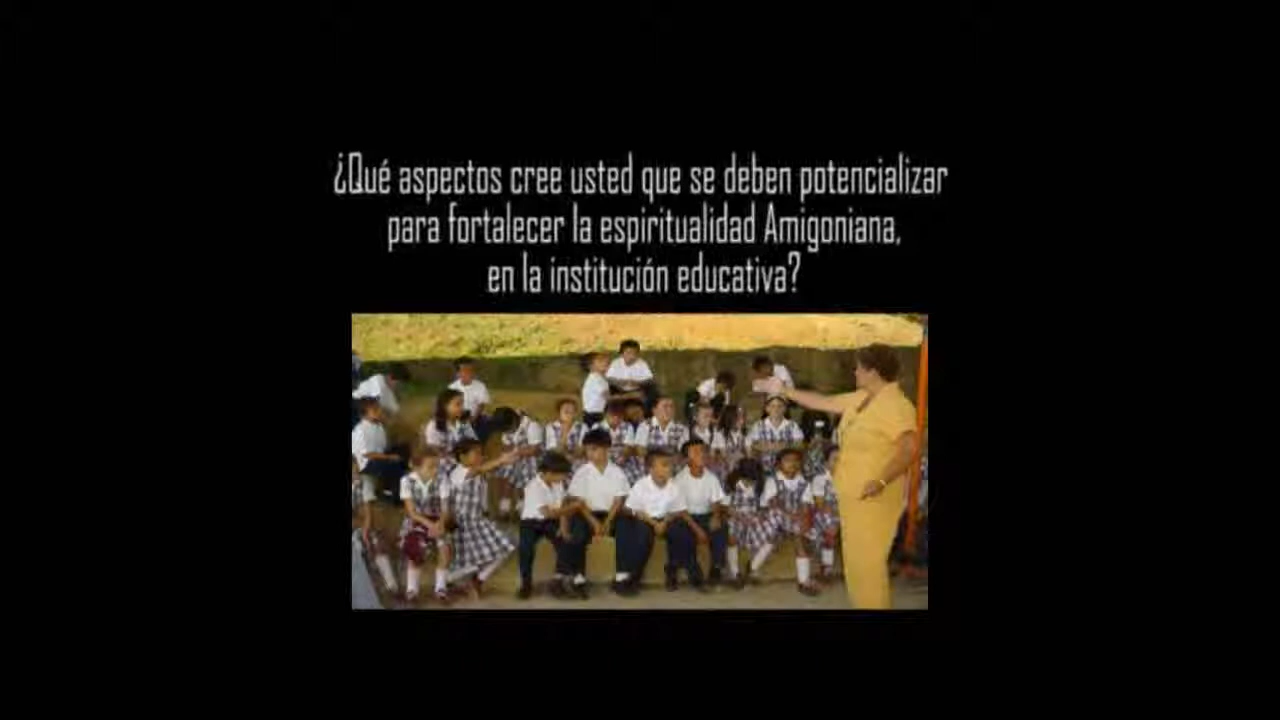 ¿Qué aspectos cree usted que se deben potencializar
para fortalecer la espiritualidad Amigoniana,
en la institución educativa?